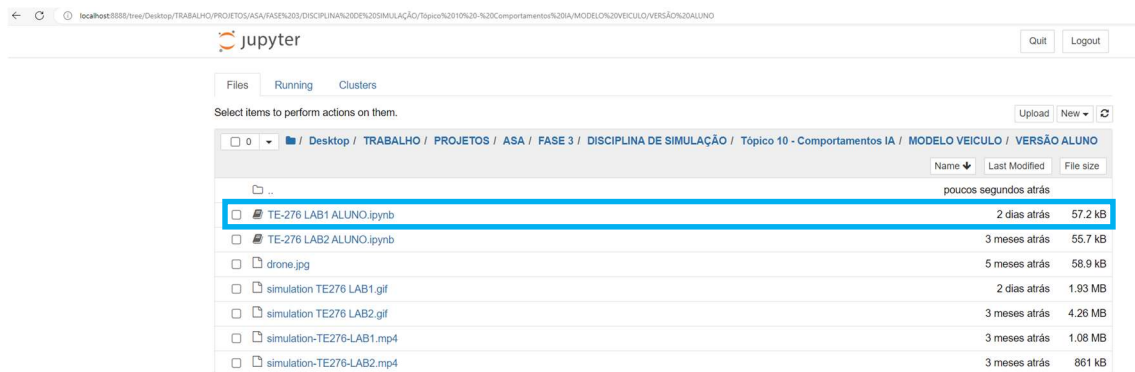 localhost:8888/tree/Desktop/TRABALHO/PROJETOS/ASA/FASE%203/DISCIPLINA%20DE%20SIMULAÇÃO/Tópico%2010%20-%20Comportamentos%20IA/MODELO%20VEICULO/VERSÃO%20ALUNO
jupyter Quit Logout
Files Running Clusters
Select items to perform actions on them. Upload New
0 / Desktop / TRABALHO / PROJETOS / ASA / FASE 3 / DISCIPLINA DE SIMULAÇÃO / Tópico 10 - Comportamentos IA / MODELO VEICULO / VERSÃO ALUNO
Name Last Modified File size
.. poucos segundos atrás
TE-276 LAB1 ALUNO.ipynb 2 dias atrás 57.2 kB
TE-276 LAB2 ALUNO.ipynb 3 meses atrás 55.7 kB
drone.jpg 5 meses atrás 58.9 kB
simulation TE276 LAB1.gif 2 dias atrás 1.93 MB
simulation TE276 LAB2.gif 3 meses atrás 4.26 MB
simulation-TE276-LAB1.mp4 3 meses atrás 1.08 MB
simulation-TE276-LAB2.mp4 3 meses atrás 861 kB